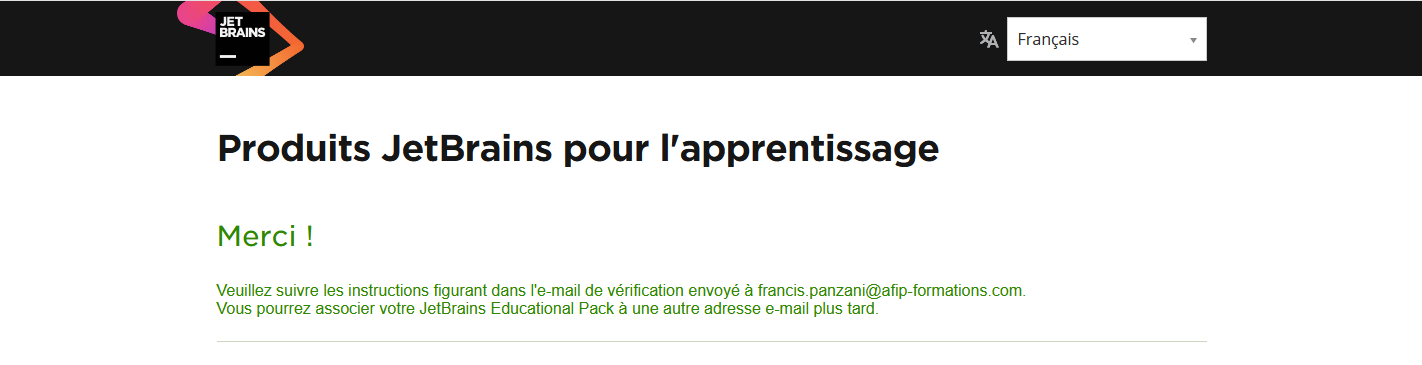 JET
BRAINS
Français
Produits JetBrains pour l'apprentissage
Merci !
Veuillez suivre les instructions figurant dans l'e-mail de vérification envoyé à francis.panzani@afip-formations.com.
Vous pourrez associer votre JetBrains Educational Pack à une autre adresse e-mail plus tard.